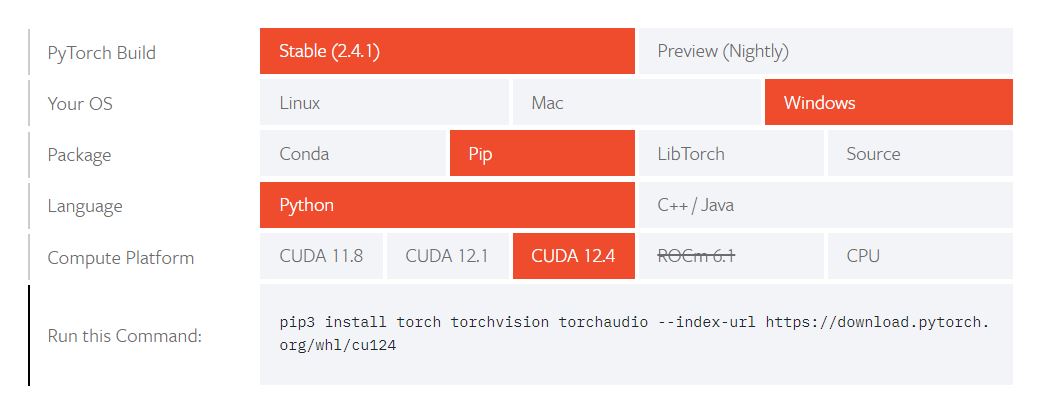 PyTorch Build
Stable (2.4.1)
Preview (Nightly)
Your OS
Linux
Mac
Windows
Package
Conda
Pip
LibTorch
Source
Language
Python
C++ / Java
Compute Platform
CUDA 11.8
CUDA 12.1
CUDA 12.4
ROCm 6.1
CPU
Run this Command:
pip3 install torch torchvision torchaudio --index-url https://download.pytorch.
org/whl/cu124